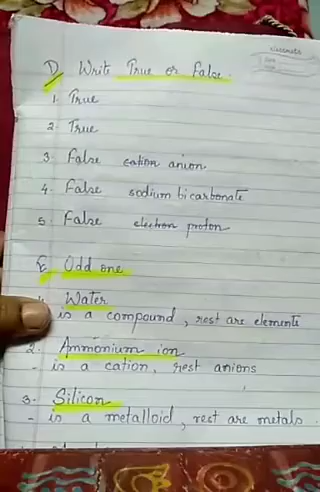 classmate
D) Write True or False.
1. True
2. True
3. False cation anion.
4. False sodium bicarbonate
5. False electron proton
E) Odd one
1. Water
is a compound, rest are elements
2. Ammonium ion
- is a cation, rest anions
3. Silicon
- is a metalloid, rest are metals.